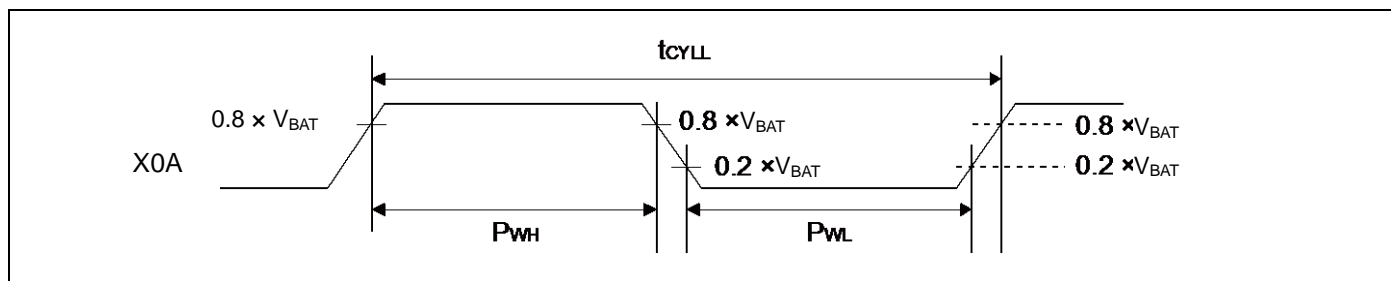 tCYLL
0.8 × VBAT
0.8 ×VBAT
0.8 ×VBAT
X0A
0.2 ×VBAT
0.2 ×VBAT
PWH
PWL